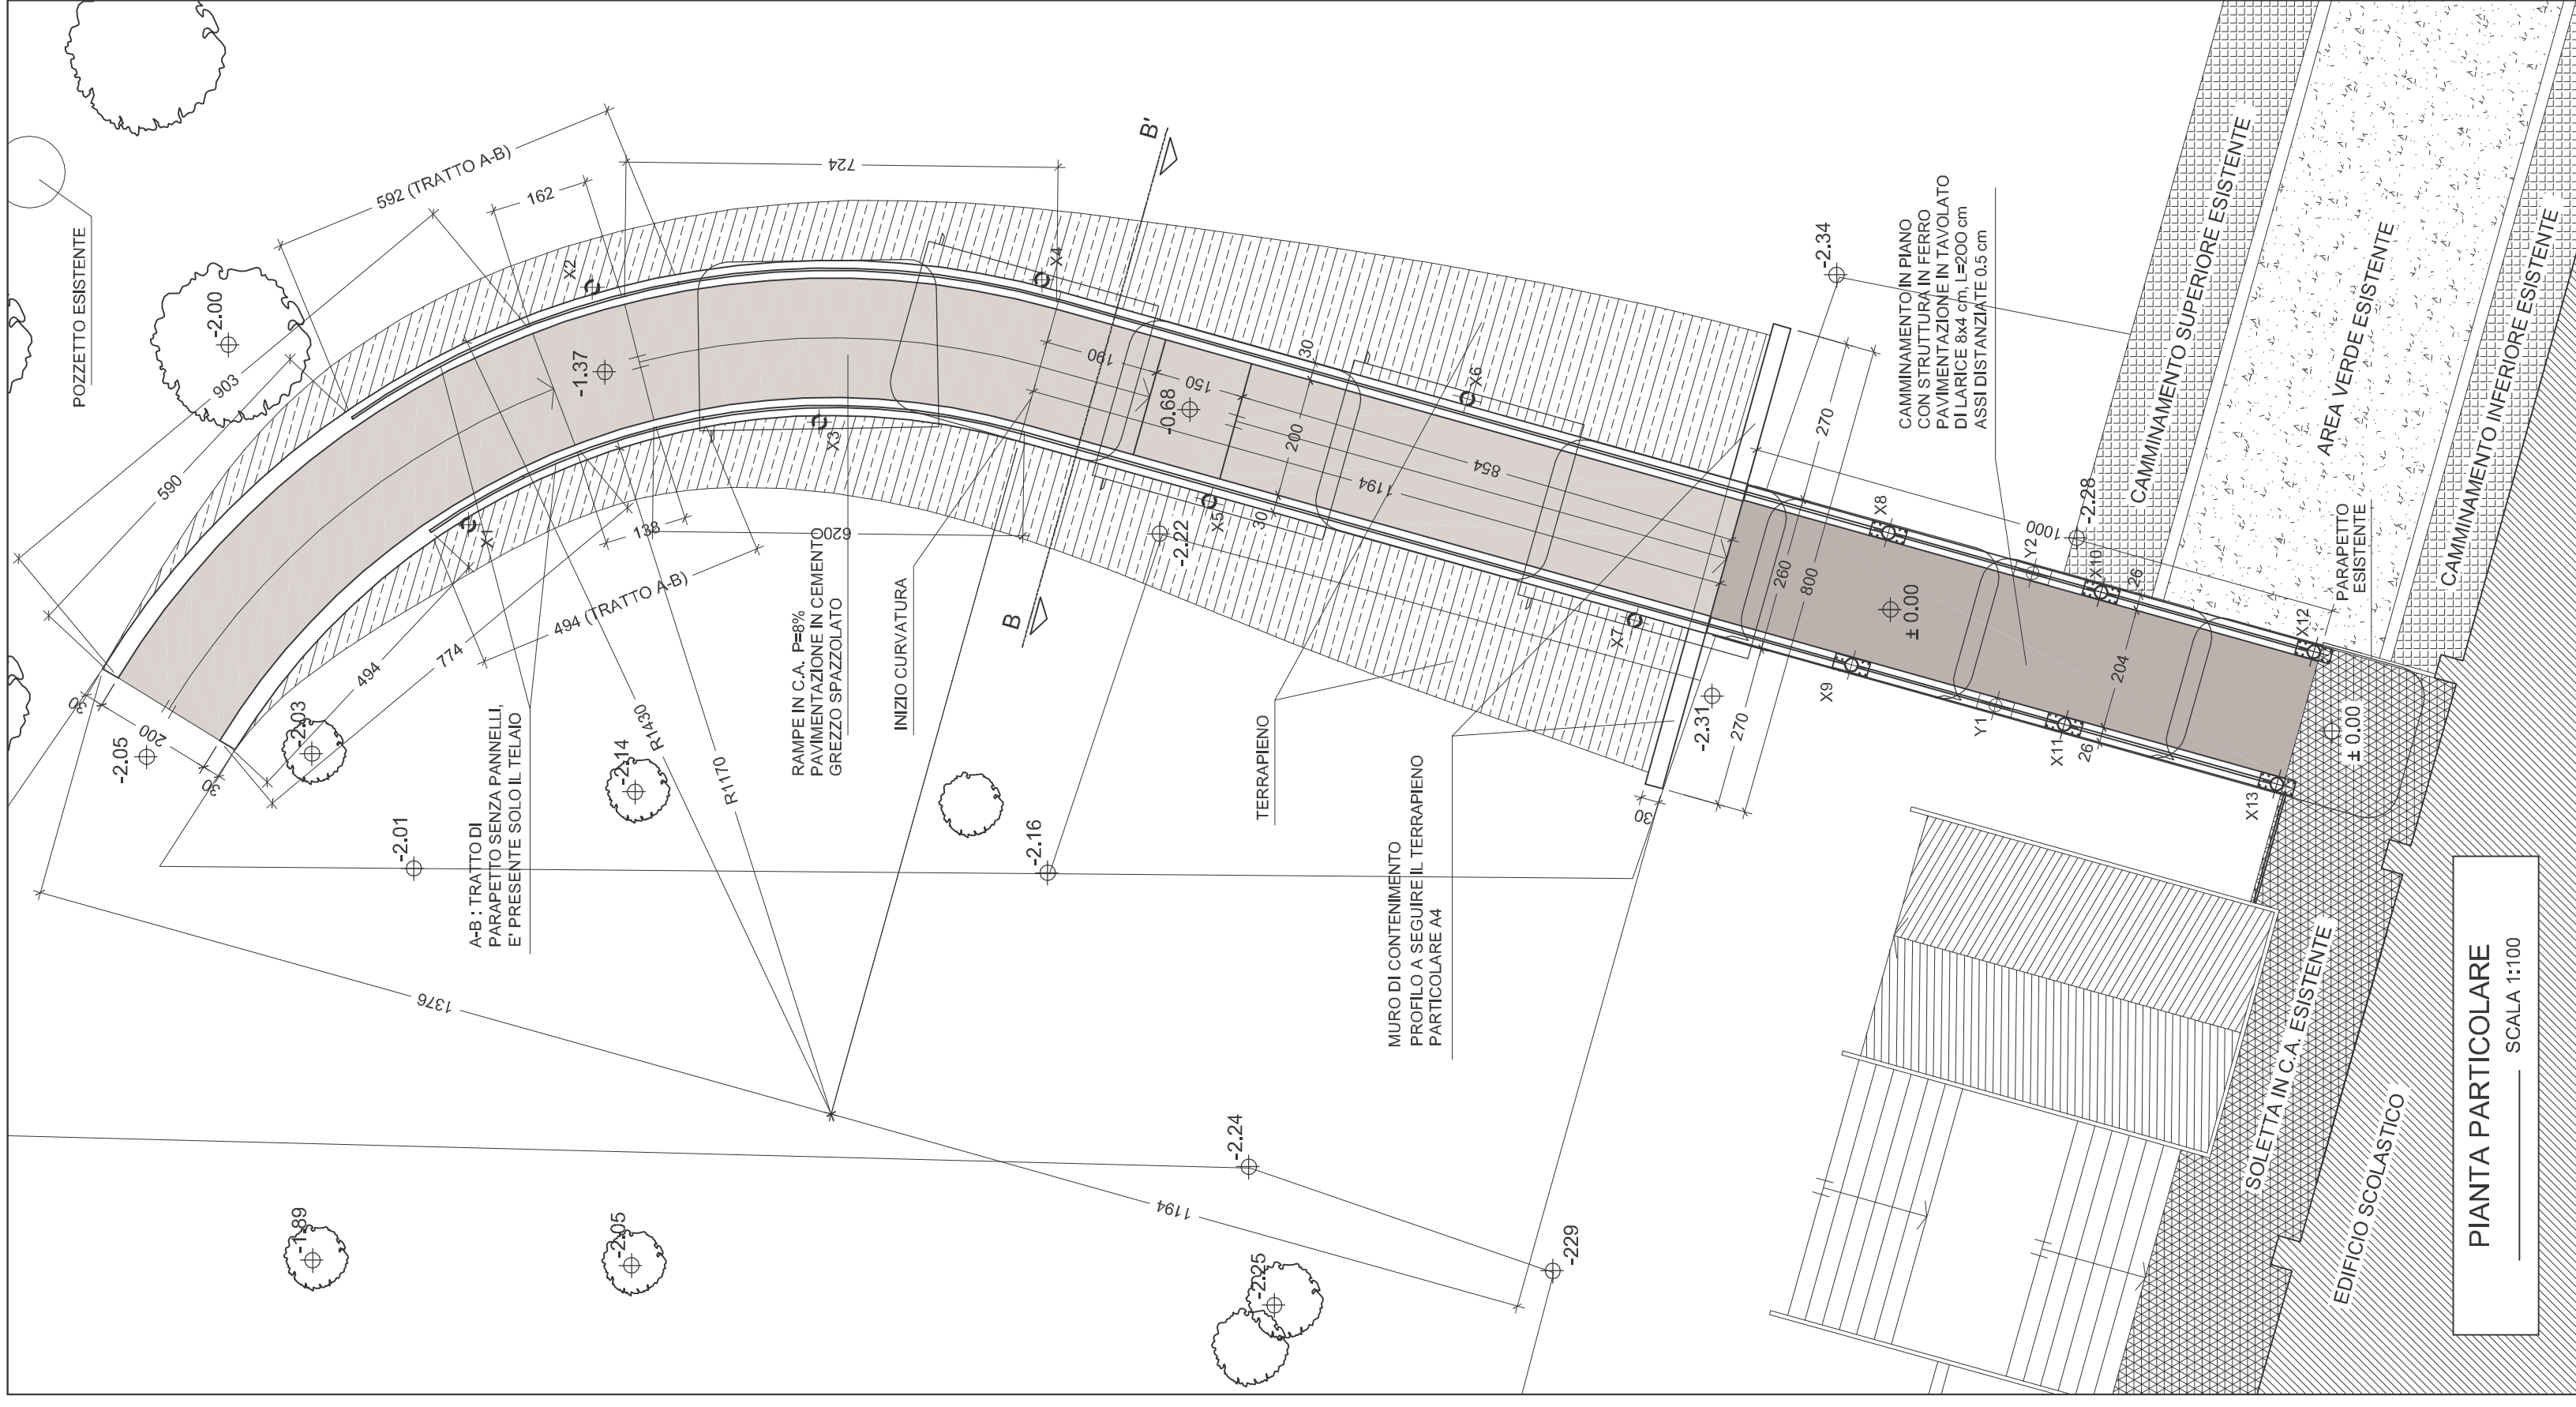 POZZETTO ESISTENTE
-2.00
903
590
592 (TRATTO A-B)
162
X2
-1.37
724
X4
B'
X3
X1
138
620
494 (TRATTO A-B)
774
494
30
200
30
-2.05
-2.03
-2.14
-2.01
-2.16
R1430
R1170
A-B : TRATTO DI
PARAPETTO SENZA PANNELLI,
E' PRESENTE SOLO IL TELAIO
RAMPE IN C.A. P=8%
PAVIMENTAZIONE IN CEMENTO
GREZZO SPAZZOLATO
INIZIO CURVATURA
B
190
150
-0.68
200
30
30
X5
X6
X7
-2.22
854
1194
TERRAPIENO
MURO DI CONTENIMENTO
PROFILO A SEGUIRE IL TERRAPIENO
PARTICOLARE A4
-2.34
270
260
800
-2.31
270
30
CAMMINAMENTO IN PIANO
CON STRUTTURA IN FERRO
PAVIMENTAZIONE IN TAVOLATO
DI LARICE 8x4 cm, L=200 cm
ASSI DISTANZIATE 0.5 cm
± 0.00
X8
X9
Y2
Y1
1000
-2.28
X10
X11
26
26
204
X12
X13
± 0.00
PARAPETTO
ESISTENTE
CAMMINAMENTO SUPERIORE ESISTENTE
AREA VERDE ESISTENTE
CAMMINAMENTO INFERIORE ESISTENTE
SOLETTA IN C.A. ESISTENTE
EDIFICIO SCOLASTICO
1376
1194
-2.24
-229
-2.25
-2.05
-1.89
PIANTA PARTICOLARE
SCALA 1:100